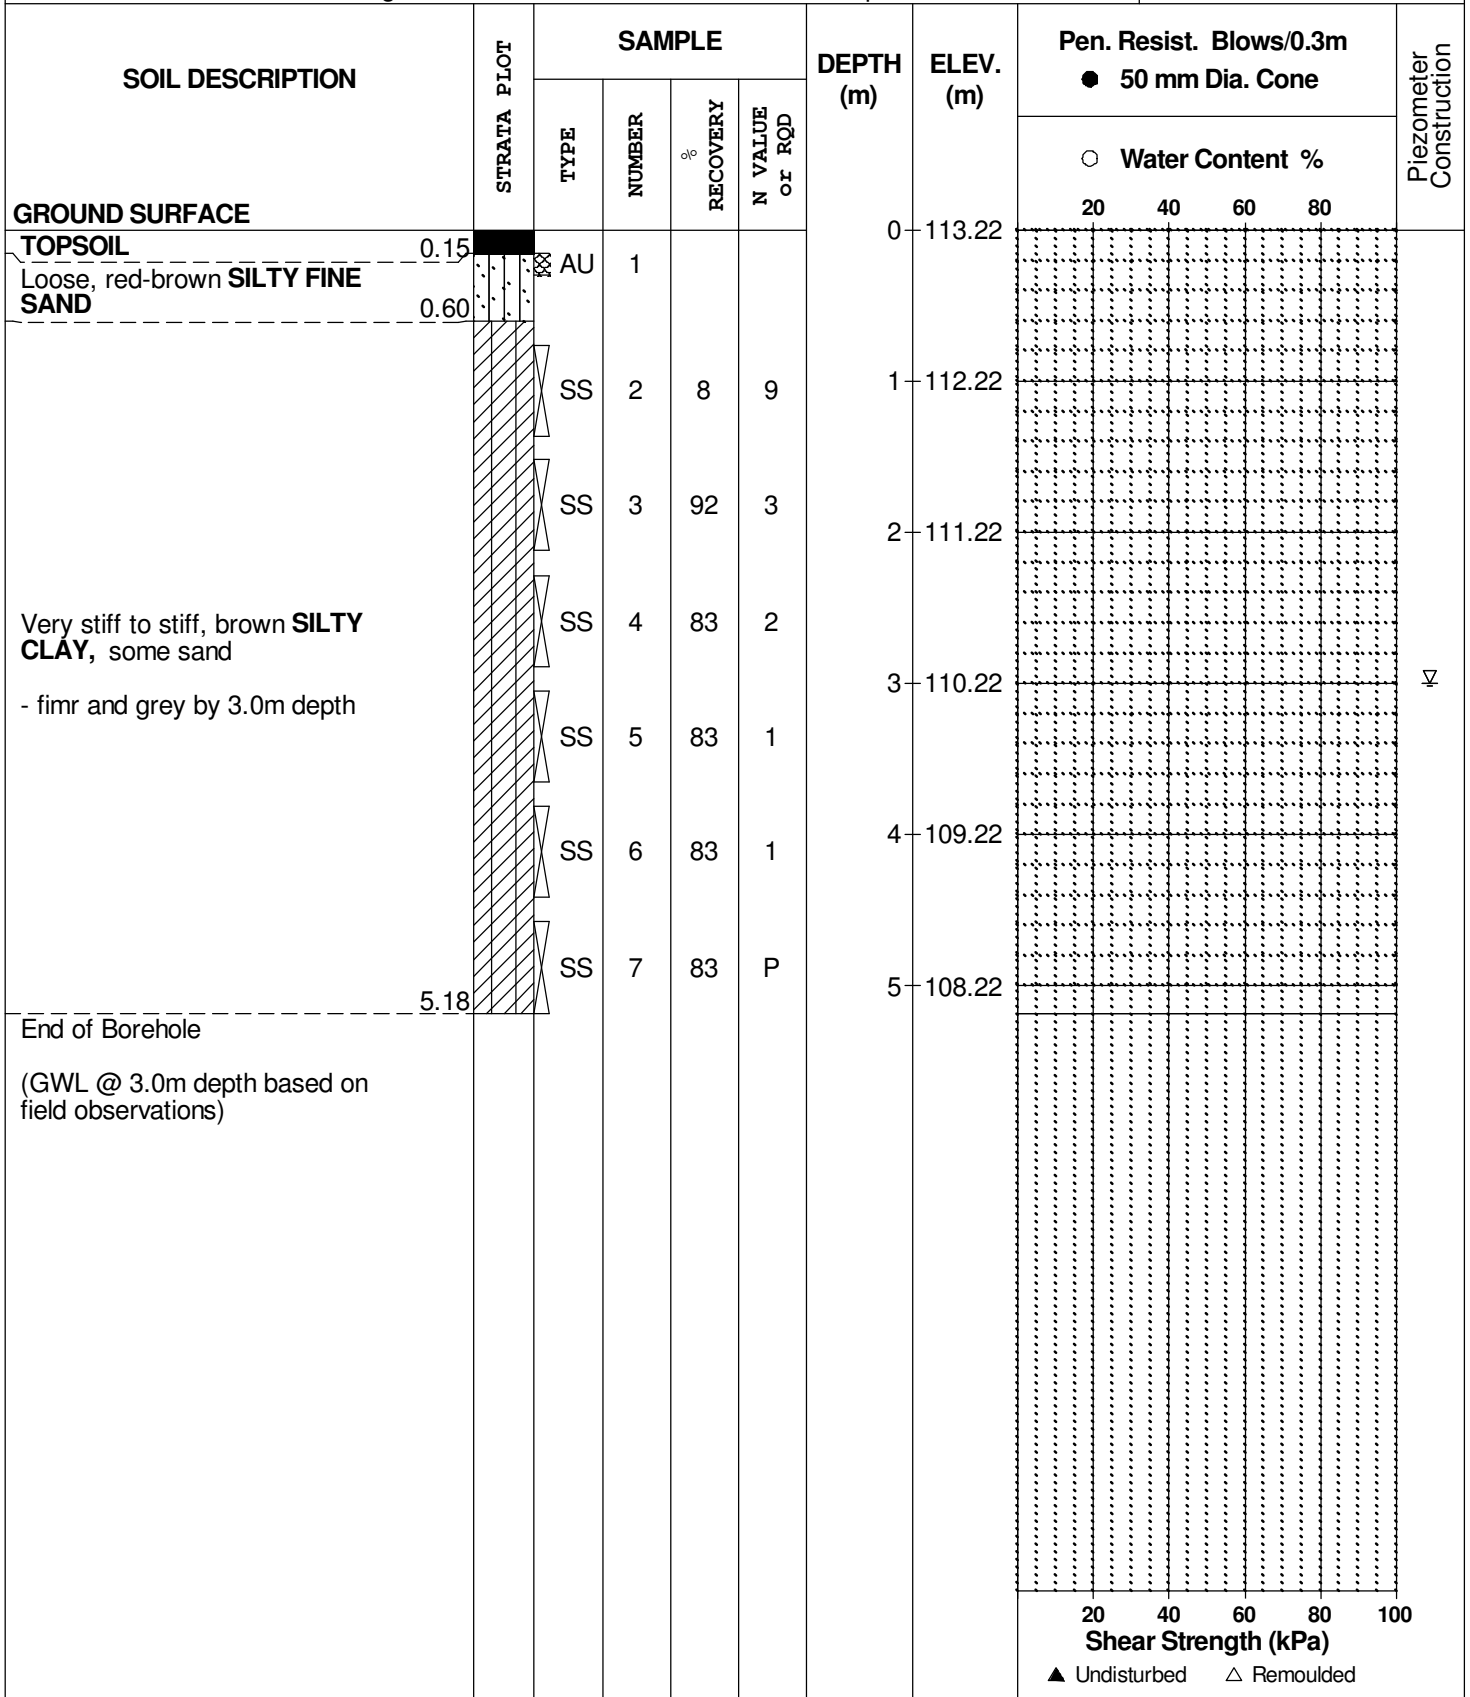 SOIL DESCRIPTION
STRATA PLOT
SAMPLE
TYPE
NUMBER
% RECOVERY
N VALUE or RQD
DEPTH (m)
ELEV. (m)
Pen. Resist. Blows/0.3m
● 50 mm Dia. Cone
○ Water Content %
Piezometer Construction
20 40 60 80
GROUND SURFACE
0 113.22
TOPSOIL 0.15
AU 1
Loose, red-brown SILTY FINE
SAND 0.60
SS 2 8 9
1 112.22
SS 3 92 3
2 111.22
Very stiff to stiff, brown SILTY
CLAY, some sand
SS 4 83 2
- fimr and grey by 3.0m depth
3 110.22
SS 5 83 1
4 109.22
SS 6 83 1
SS 7 83 P
5 108.22
5.18
End of Borehole
(GWL @ 3.0m depth based on
field observations)
20 40 60 80 100
Shear Strength (kPa)
▲ Undisturbed △ Remoulded